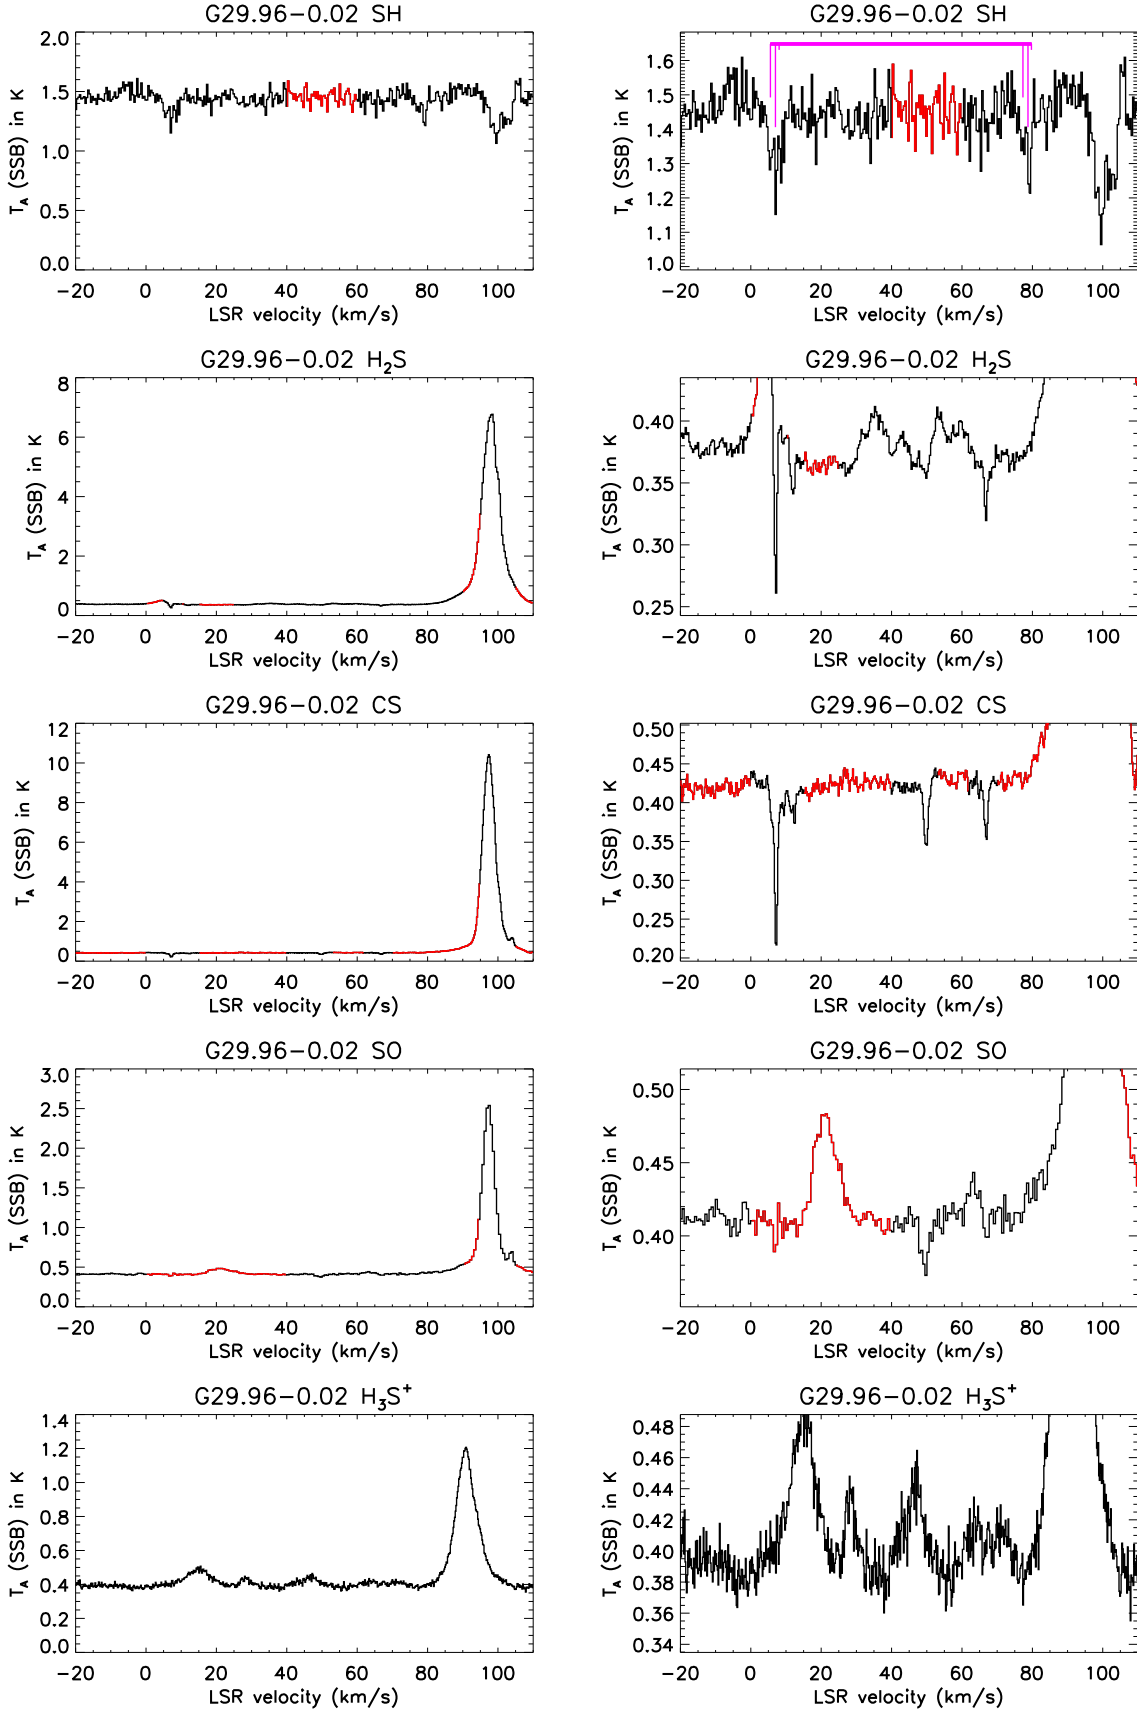 G29.96−0.02 SH
G29.96−0.02 SH
T_A (SSB) in K
2.0
1.5
1.0
0.5
0.0
−20 0 20 40 60 80 100
LSR velocity (km/s)
T_A (SSB) in K
1.6
1.5
1.4
1.3
1.2
1.1
1.0
−20 0 20 40 60 80 100
LSR velocity (km/s)
G29.96−0.02 H₂S
G29.96−0.02 H₂S
T_A (SSB) in K
8
6
4
2
0
−20 0 20 40 60 80 100
LSR velocity (km/s)
T_A (SSB) in K
0.40
0.35
0.30
0.25
−20 0 20 40 60 80 100
LSR velocity (km/s)
G29.96−0.02 CS
G29.96−0.02 CS
T_A (SSB) in K
12
10
8
6
4
2
0
−20 0 20 40 60 80 100
LSR velocity (km/s)
T_A (SSB) in K
0.50
0.45
0.40
0.35
0.30
0.25
0.20
−20 0 20 40 60 80 100
LSR velocity (km/s)
G29.96−0.02 SO
G29.96−0.02 SO
T_A (SSB) in K
3.0
2.5
2.0
1.5
1.0
0.5
0.0
−20 0 20 40 60 80 100
LSR velocity (km/s)
T_A (SSB) in K
0.50
0.45
0.40
−20 0 20 40 60 80 100
LSR velocity (km/s)
G29.96−0.02 H₃S⁺
G29.96−0.02 H₃S⁺
T_A (SSB) in K
1.4
1.2
1.0
0.8
0.6
0.4
0.2
0.0
−20 0 20 40 60 80 100
LSR velocity (km/s)
T_A (SSB) in K
0.48
0.46
0.44
0.42
0.40
0.38
0.36
0.34
−20 0 20 40 60 80 100
LSR velocity (km/s)